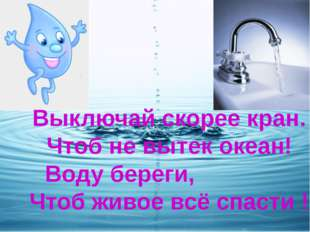 Выключай скорее кран.
Чтоб не вытек океан!
Воду береги,
Чтоб живое всё спасти !